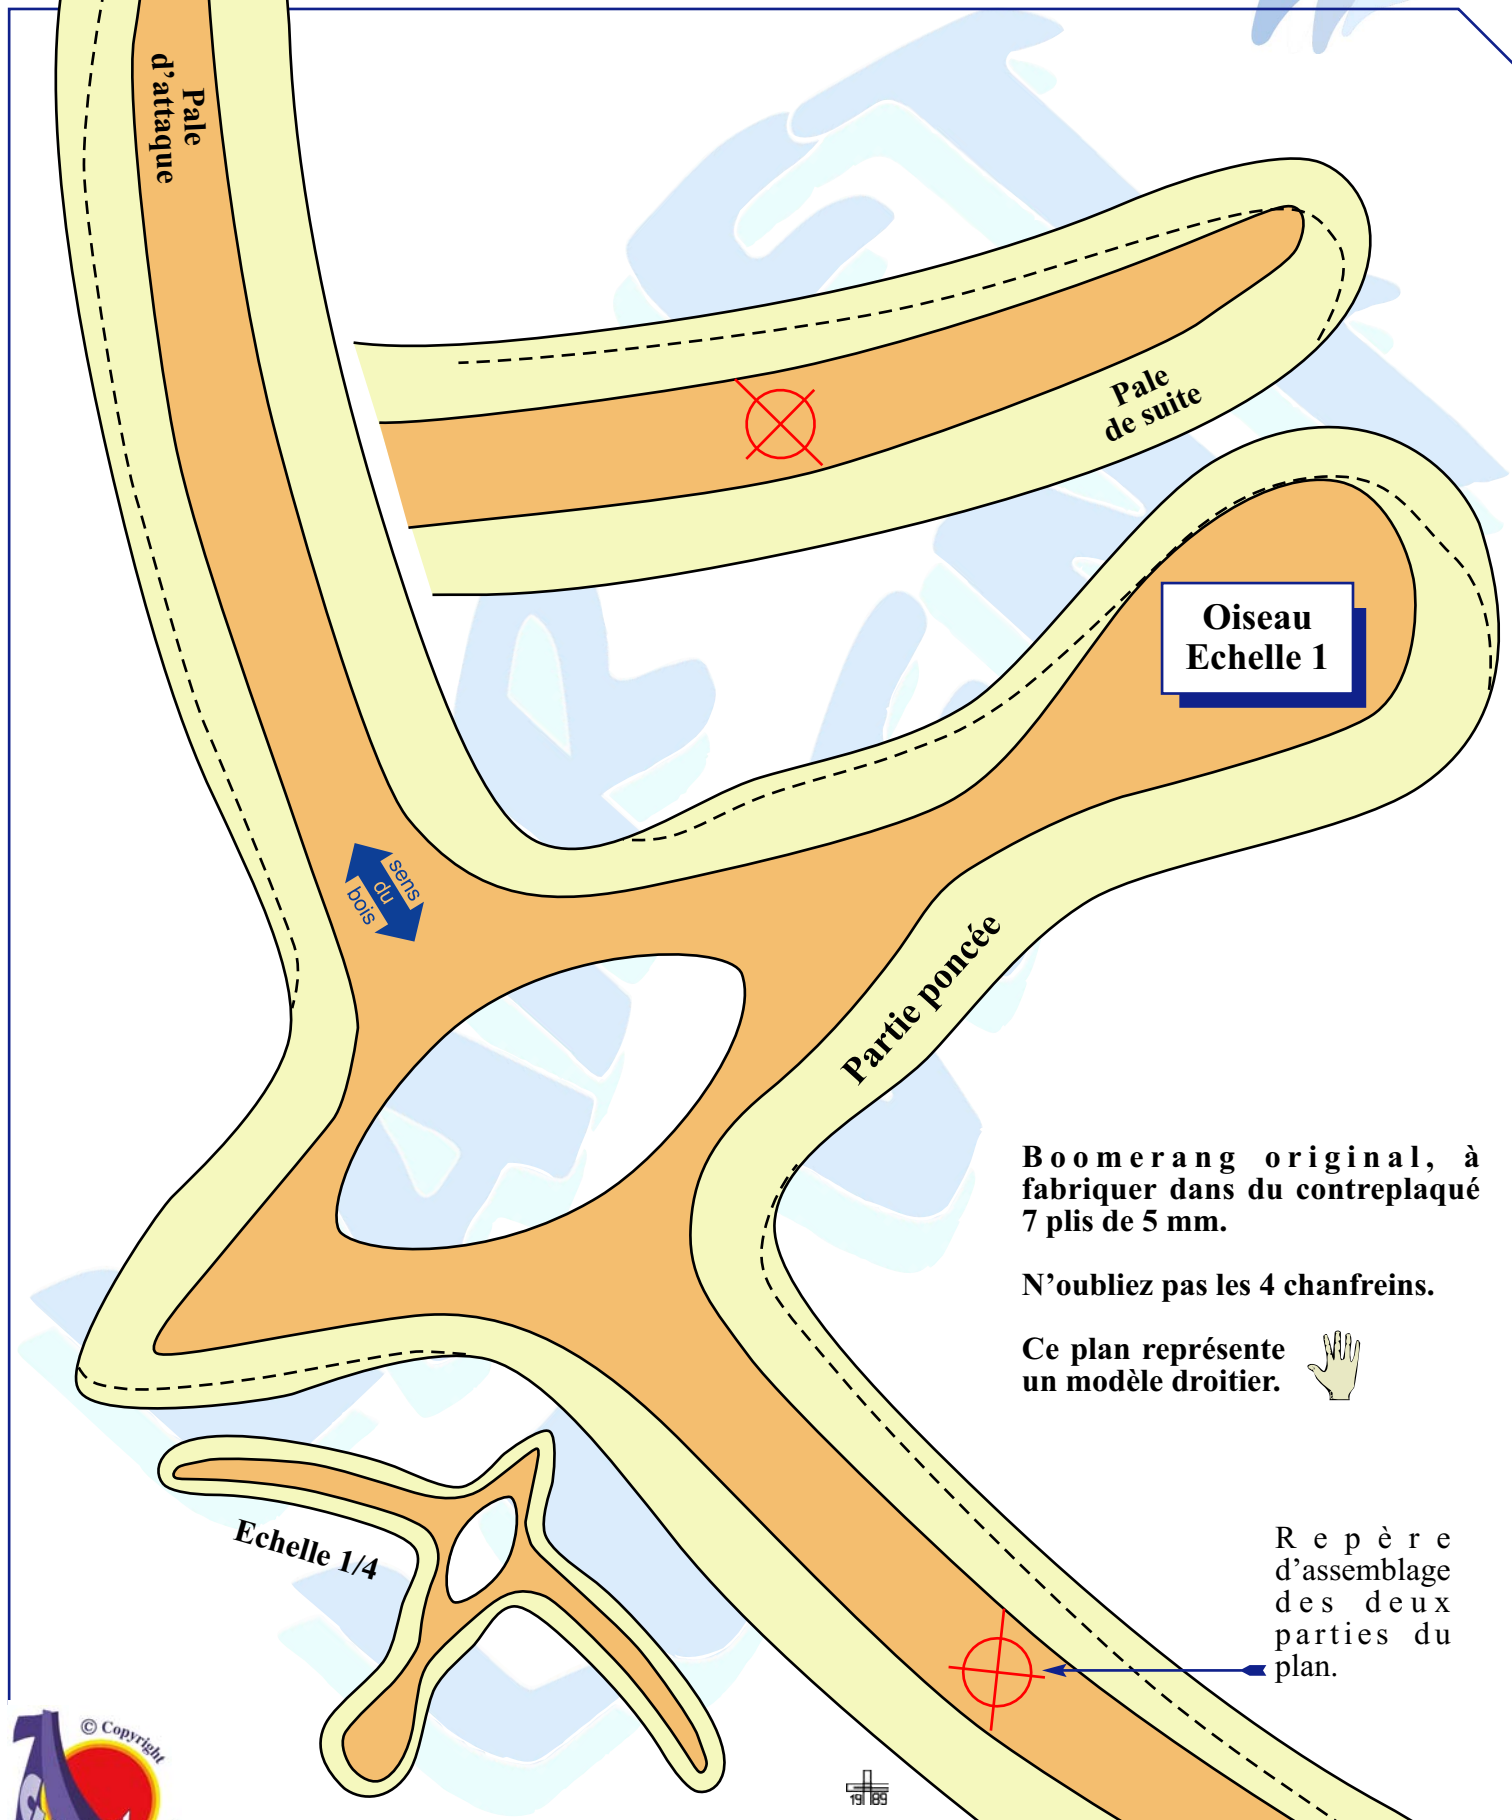 Pale
d'attaque
Pale
de suite
Oiseau
Echelle 1
sens
du
bois
Partie poncée
Boomerang original, à
fabriquer dans du contreplaqué
7 plis de 5 mm.
N'oubliez pas les 4 chanfreins.
Ce plan représente
un modèle droitier.
Echelle 1/4
Repère
d'assemblage
des deux
parties du
plan.
© Copyright
1989